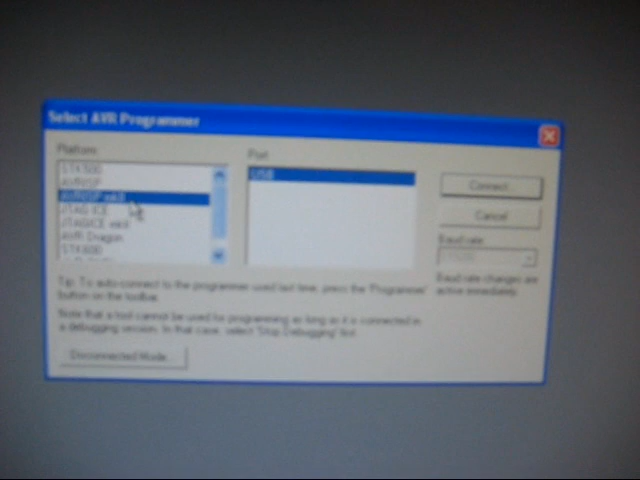 Select AVR Programmer
Platform:
Port:
STK500
AVRISP
AVRISP mkII
JTAG ICE
JTAGICE mkII
AVR Dragon
STK600
USB
Connect...
Cancel
Baud rate:
Baud rate changes are
active immediately.
Tip: To auto-connect to the programmer used last time, press the 'Programmer'
button on the toolbar.
Note that a tool cannot be used for programming as long as it is connected in
a debugging session. In that case, select 'Stop Debugging' first.
Disconnected Mode...